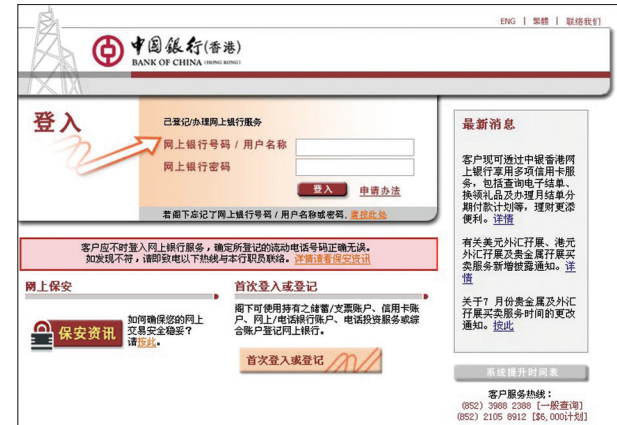 ENG | 繁體 | 联络我们
中国银行(香港)
BANK OF CHINA (HONG KONG)
登入
已登记/办理网上银行服务
网上银行号码 / 用户名称
网上银行密码
登入 申请办法
若阁下忘记了网上银行号码 / 用户名称或密码, 请按此处
客户应不时登入网上银行服务，确定所登记的流动电话号码正确无误。
如发现不符，请即致电以下热线与本行职员联络。详情请看保安资讯
网上保安
保安资讯
如何确保您的网上
交易安全稳妥？
请按此。
首次登入或登记
阁下可使用持有之储蓄/支票账户、信用卡账
户、网上/电话银行账户、电话投资服务或综
合账户登记网上银行。
首次登入或登记
最新消息
客户现可透过中银香港网
上银行享用多项信用卡服
务，包括查询电子结单、
换领礼品及办理月结单分
期付款计划等，理财更添
便利。详情
有关美元外汇孖展、港元
外汇孖展及贵金属孖展买
卖服务新增披露通知。详
情
关于7 月份贵金属及外汇
孖展买卖服务时间的更改
通知。按此
系统提升时间表
客户服务热线：
(852) 3988 2388 [一般查询]
(852) 2105 8912 [$6,000计划]